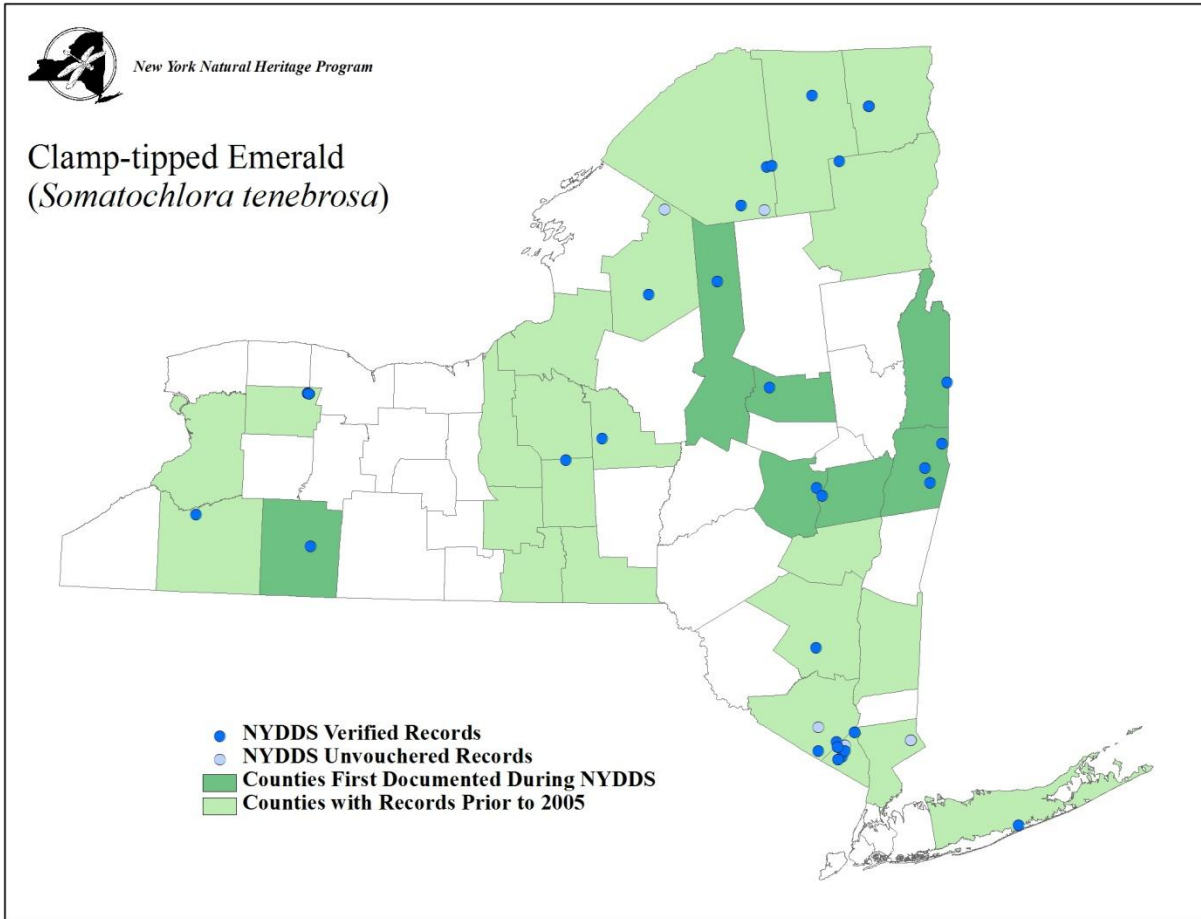 New York Natural Heritage Program
Clamp-tipped Emerald
(Somatochlora tenebrosa)
NYDDS Verified Records
NYDDS Unvouchered Records
Counties First Documented During NYDDS
Counties with Records Prior to 2005